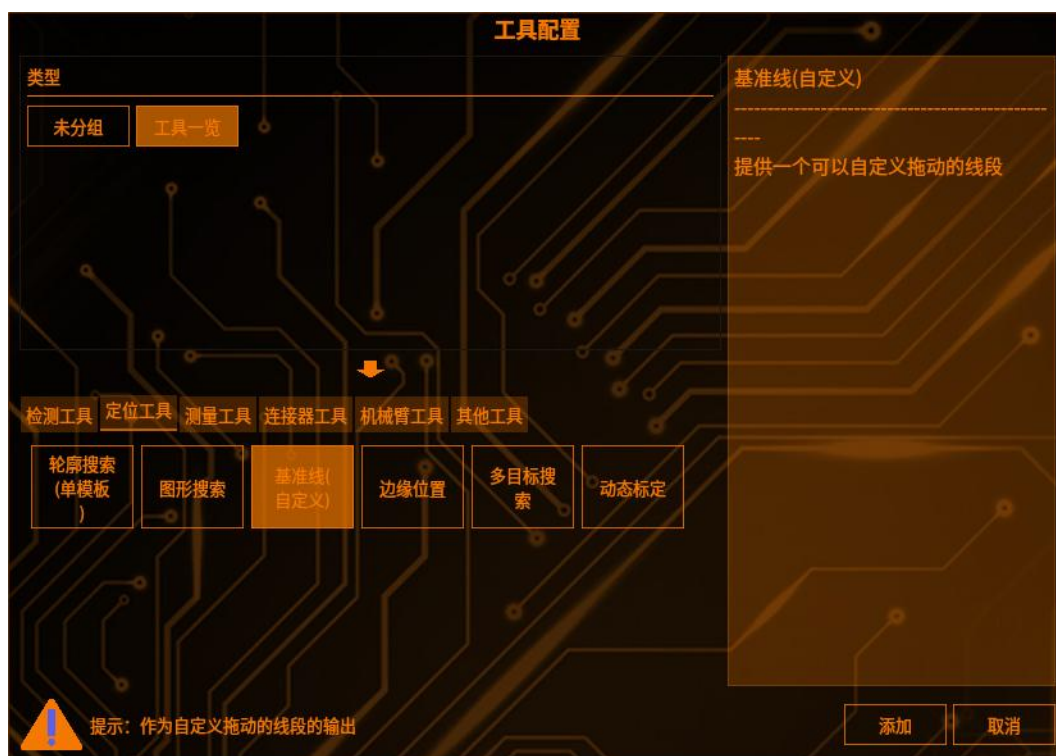 工具配置
类型
未分组
工具一览
检测工具
定位工具
测量工具
连接器工具
机械臂工具
其他工具
轮廓搜索
(单模板
)
图形搜索
基准线(
自定义)
边缘位置
多目标搜
索
动态标定
基准线(自定义)
---------------------------------------
----
提供一个可以自定义拖动的线段
提示：作为自定义拖动的线段的输出
添加
取消